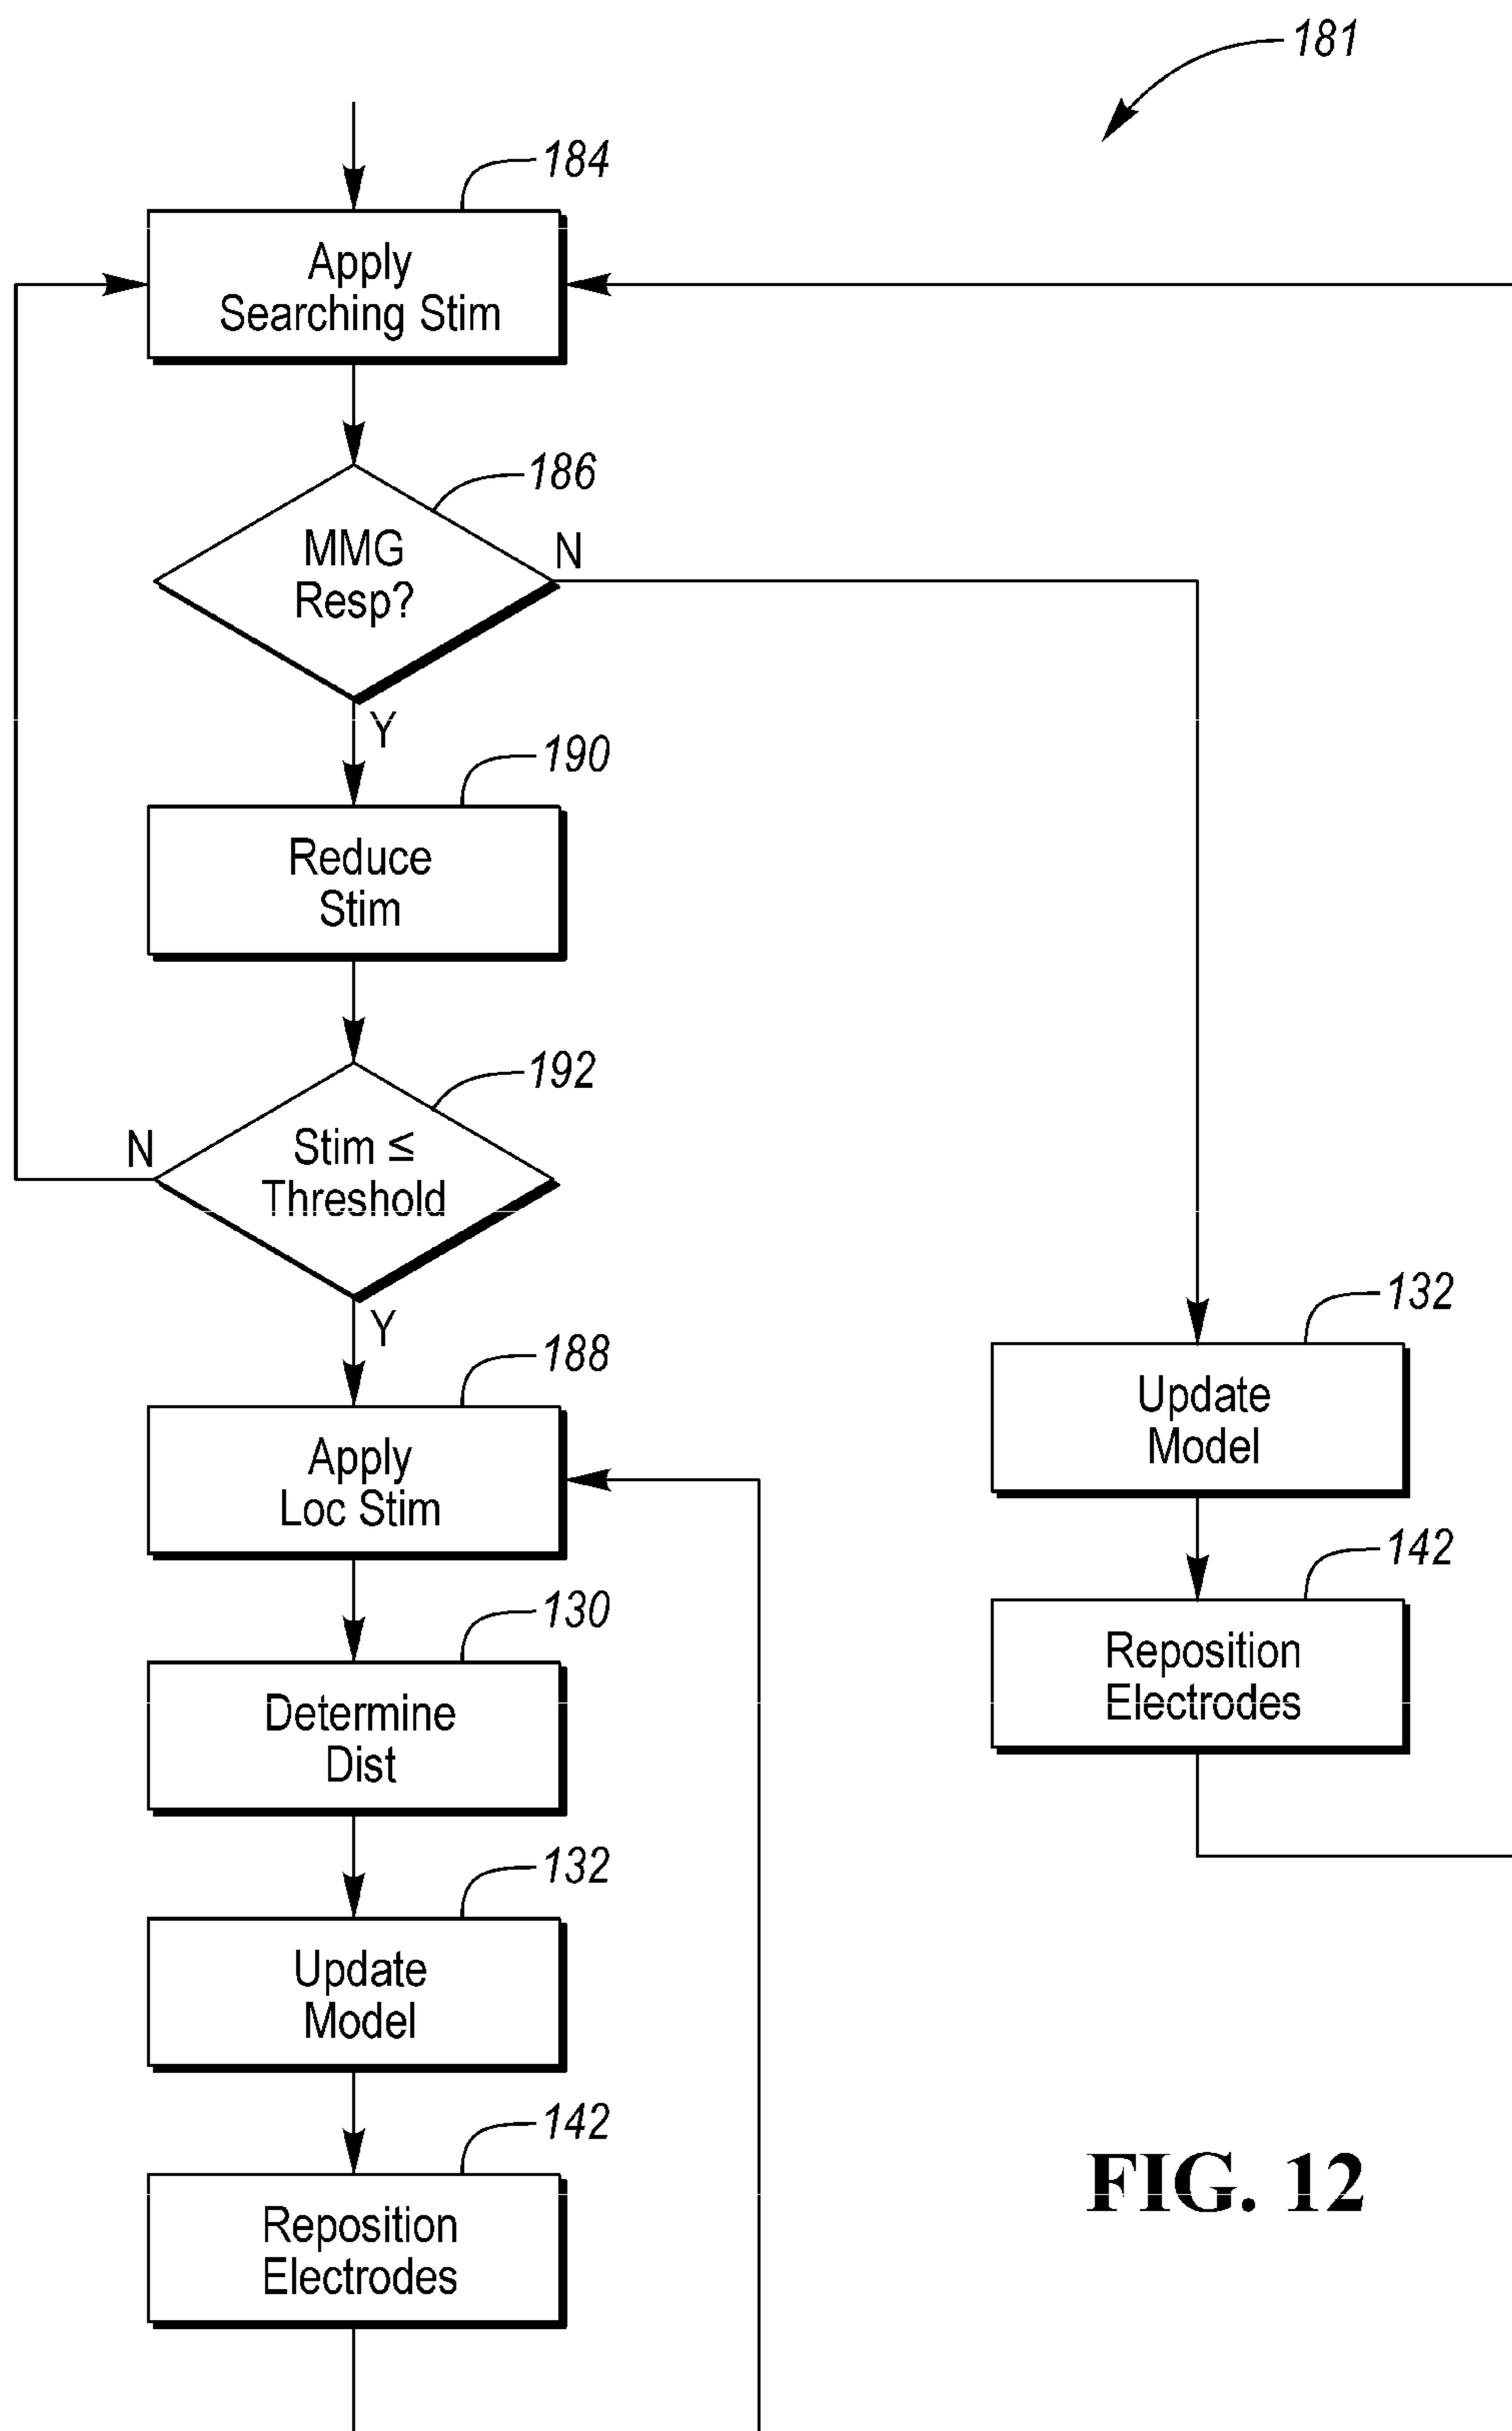 181
184
Apply
Searching Stim
186
MMG
Resp?
N
Y
190
Reduce
Stim
192
Stim ≤
Threshold
N
Y
188
Apply
Loc Stim
130
Determine
Dist
132
Update
Model
142
Reposition
Electrodes
132
Update
Model
142
Reposition
Electrodes
FIG. 12